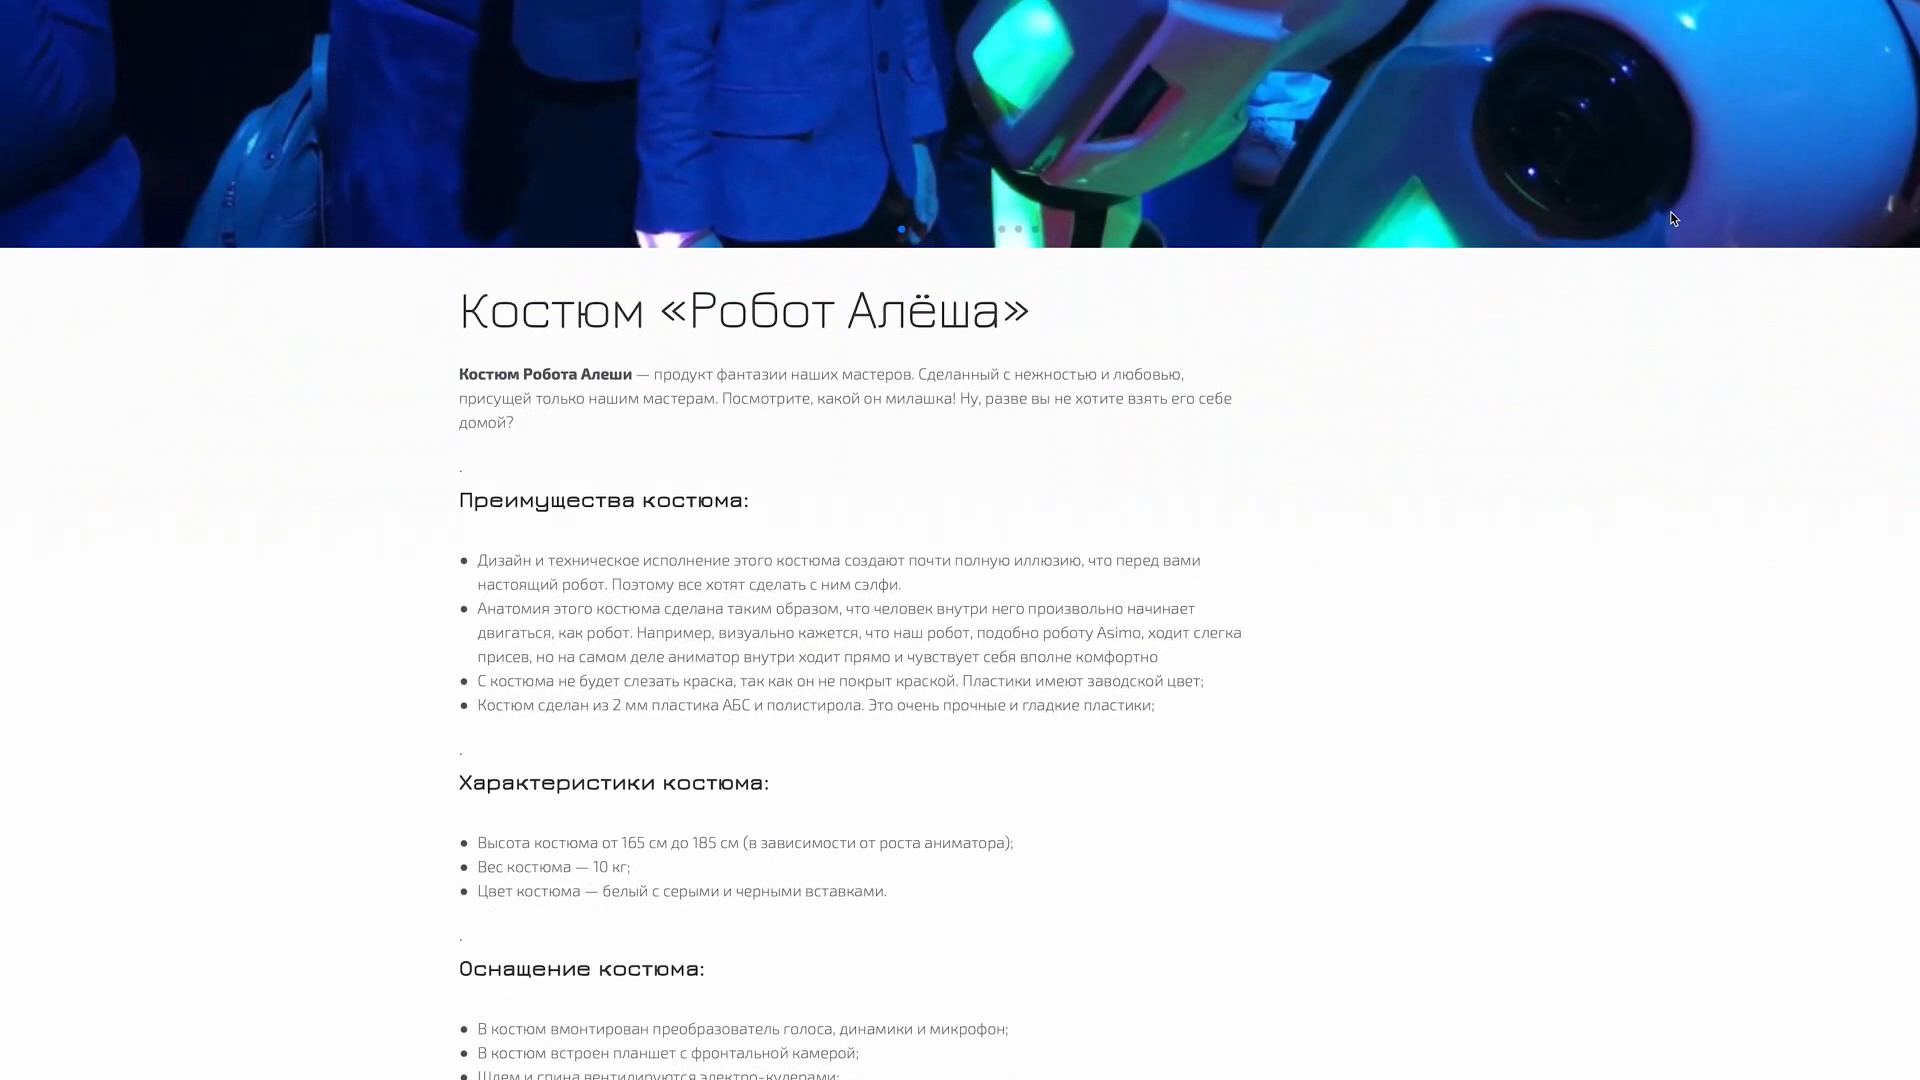 Костюм «Робот Алёша»
Костюм Робота Алеши — продукт фантазии наших мастеров. Сделанный с нежностью и любовью,
присущей только нашим мастерам. Посмотрите, какой он милашка! Ну, разве вы не хотите взять его себе
домой?
.
Преимущества костюма:
● Дизайн и техническое исполнение этого костюма создают почти полную иллюзию, что перед вами
настоящий робот. Поэтому все хотят сделать с ним сэлфи.
● Анатомия этого костюма сделана таким образом, что человек внутри него произвольно начинает
двигаться, как робот. Например, визуально кажется, что наш робот, подобно роботу Asimo, ходит слегка
присев, но на самом деле аниматор внутри ходит прямо и чувствует себя вполне комфортно
● С костюма не будет слезать краска, так как он не покрыт краской. Пластики имеют заводской цвет;
● Костюм сделан из 2 мм пластика АБС и полистирола. Это очень прочные и гладкие пластики;
.
Характеристики костюма:
● Высота костюма от 165 см до 185 см (в зависимости от роста аниматора);
● Вес костюма — 10 кг;
● Цвет костюма — белый с серыми и черными вставками.
.
Оснащение костюма:
● В костюм вмонтирован преобразователь голоса, динамики и микрофон;
● В костюм встроен планшет с фронтальной камерой;
● Шлем и спина вентилируются электро-кулерами;